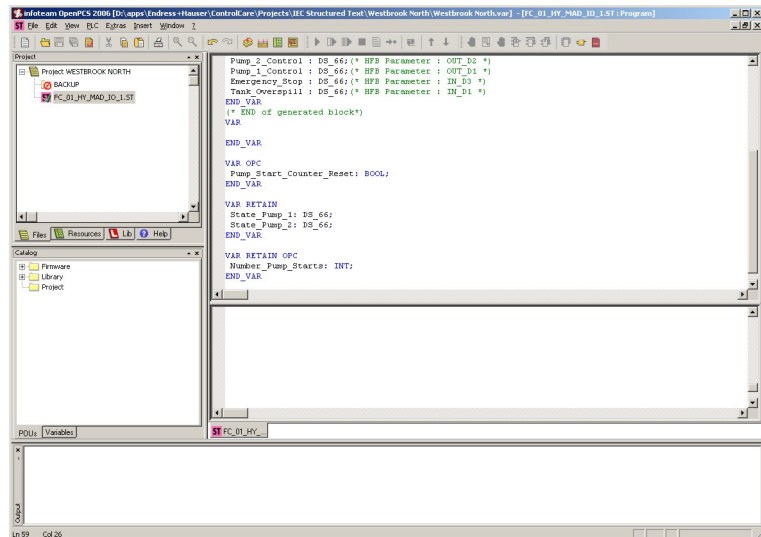 infoteam OpenPCS 2006 [D:\apps\Endress+Hauser\ControlCare\Projects\IEC Structured Text\Westbrook North\Westbrook North.var] - [FC_01_HY_MAD_IO_1.ST : Program]
ST File Edit View PLC Extras Insert Window ?
Project
Project WESTBROOK NORTH
BACKUP
FC_01_HY_MAD_IO_1.ST
Files Resources Lib Help
Catalog
Firmware
Library
Project
POUs Variables
Pump_2_Control : DS_66;(* HFB Parameter : OUT_D2 *)
Pump_1_Control : DS_66;(* HFB Parameter : OUT_D1 *)
Emergency_Stop : DS_66;(* HFB Parameter : IN_D3 *)
Tank_Overspill : DS_66;(* HFB Parameter : IN_D1 *)
END_VAR
(* END of generated block*)
VAR
END_VAR
VAR OPC
Pump_Start_Counter_Reset: BOOL;
END_VAR
VAR RETAIN
State_Pump_1: DS_66;
State_Pump_2: DS_66;
END_VAR
VAR RETAIN OPC
Number_Pump_Starts: INT;
END_VAR
ST FC_01_HY_...
Output
Ln 59 Col 26